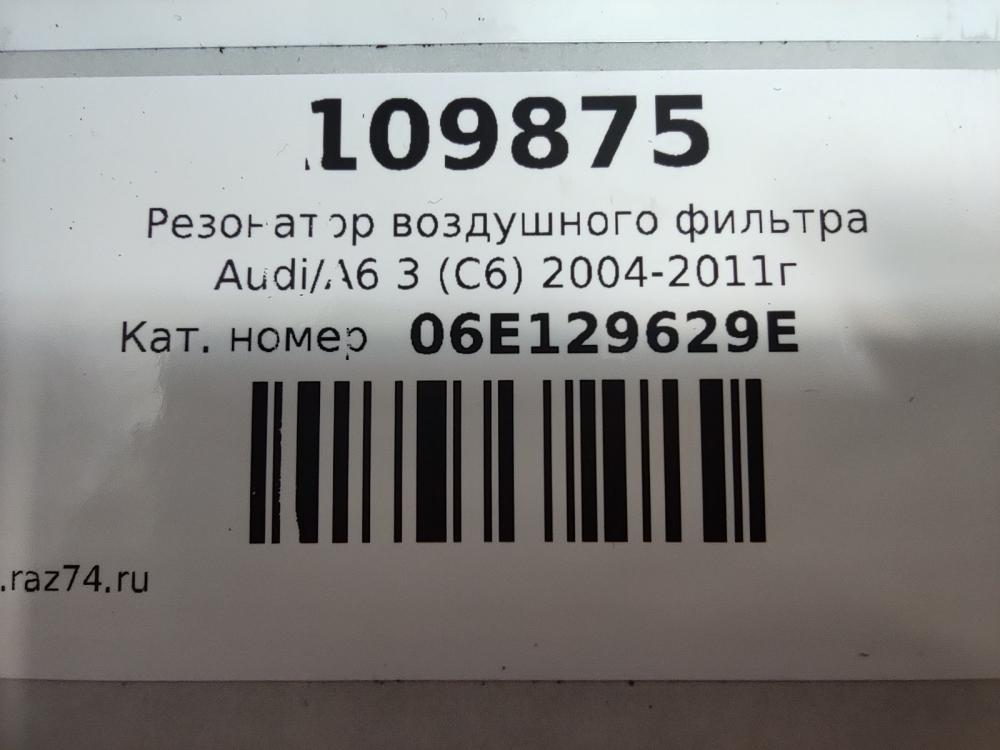 109875
Резонатор воздушного фильтра
Audi/A6 3 (C6) 2004-2011г
Кат. номер 06E129629E
.raz74.ru